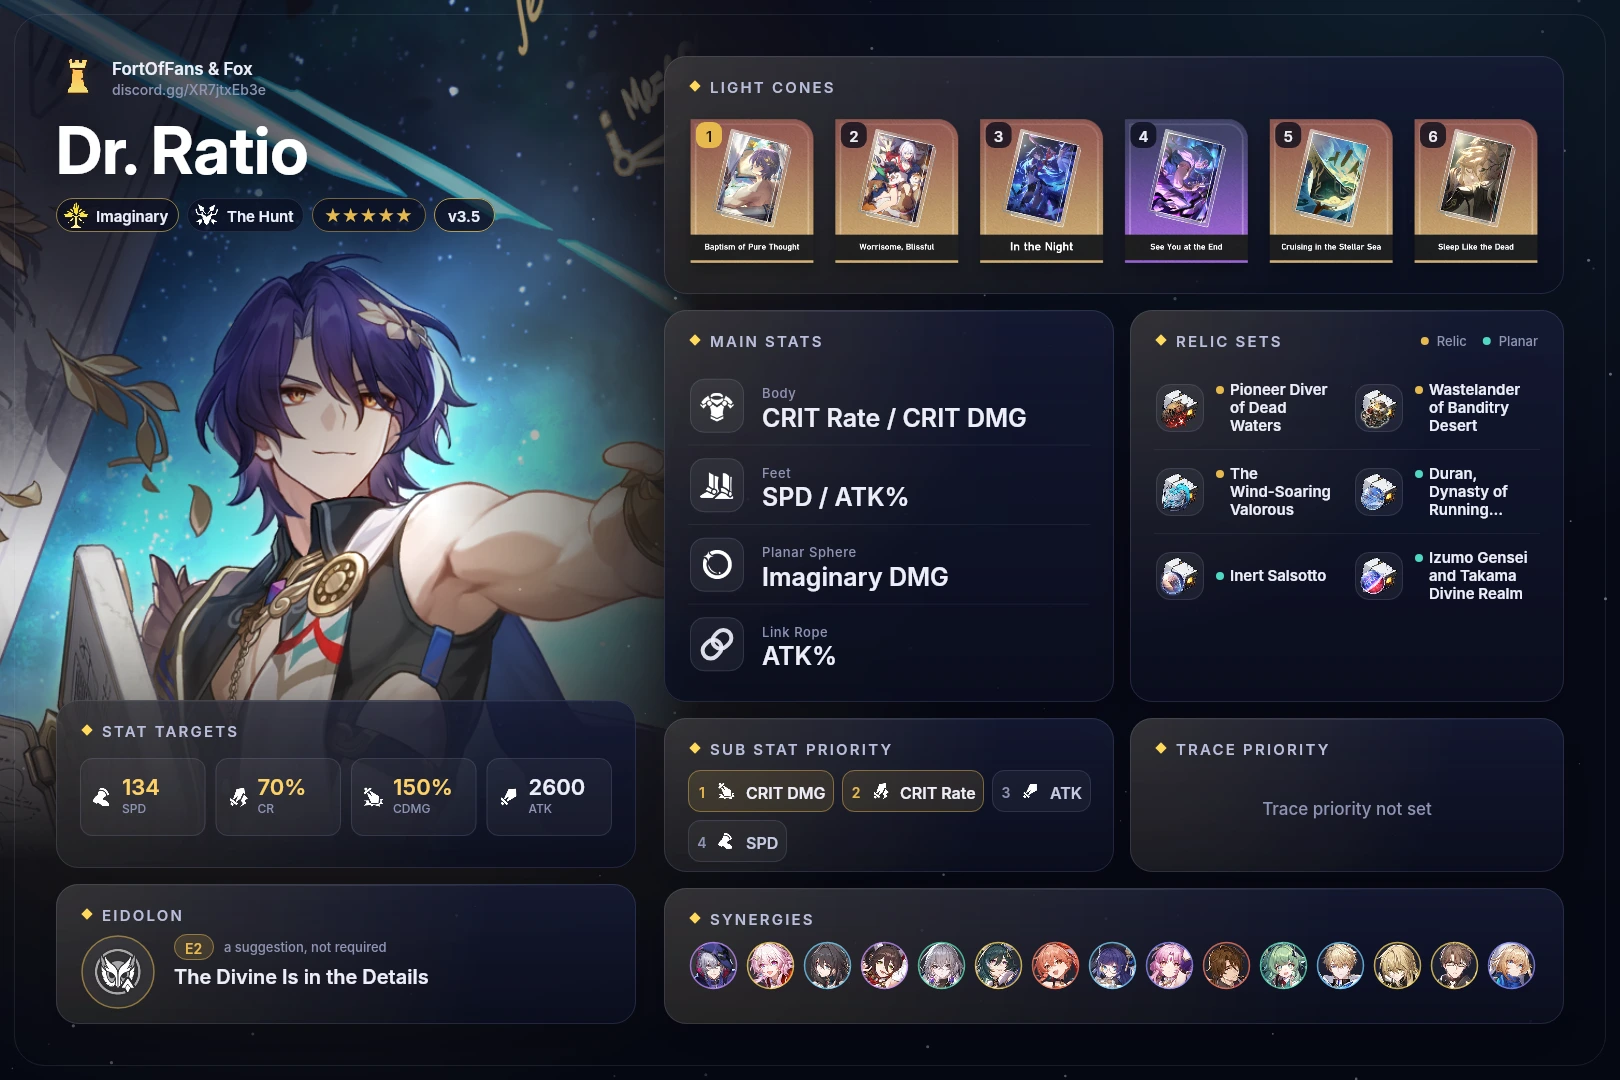 FortOfFans & Fox
discord.gg/XR7jtxEb3e
Dr. Ratio
Imaginary
The Hunt
v3.5
LIGHT CONES
1
2
3
4
5
6
Baptism of Pure Thought
Worrisome, Blissful
In the Night
See You at the End
Cruising in the Stellar Sea
Sleep Like the Dead
MAIN STATS
Body
CRIT Rate / CRIT DMG
Feet
SPD / ATK%
Planar Sphere
Imaginary DMG
Link Rope
ATK%
RELIC SETS
Relic
Planar
Pioneer Diver
of Dead
Waters
Wastelander
of Banditry
Desert
The
Wind-Soaring
Valorous
Duran,
Dynasty of
Running...
Inert Salsotto
Izumo Gensei
and Takama
Divine Realm
STAT TARGETS
134
SPD
70%
CR
150%
CDMG
2600
ATK
SUB STAT PRIORITY
1 CRIT DMG
2 CRIT Rate
3 ATK
4 SPD
TRACE PRIORITY
Trace priority not set
EIDOLON
E2 a suggestion, not required
The Divine Is in the Details
SYNERGIES